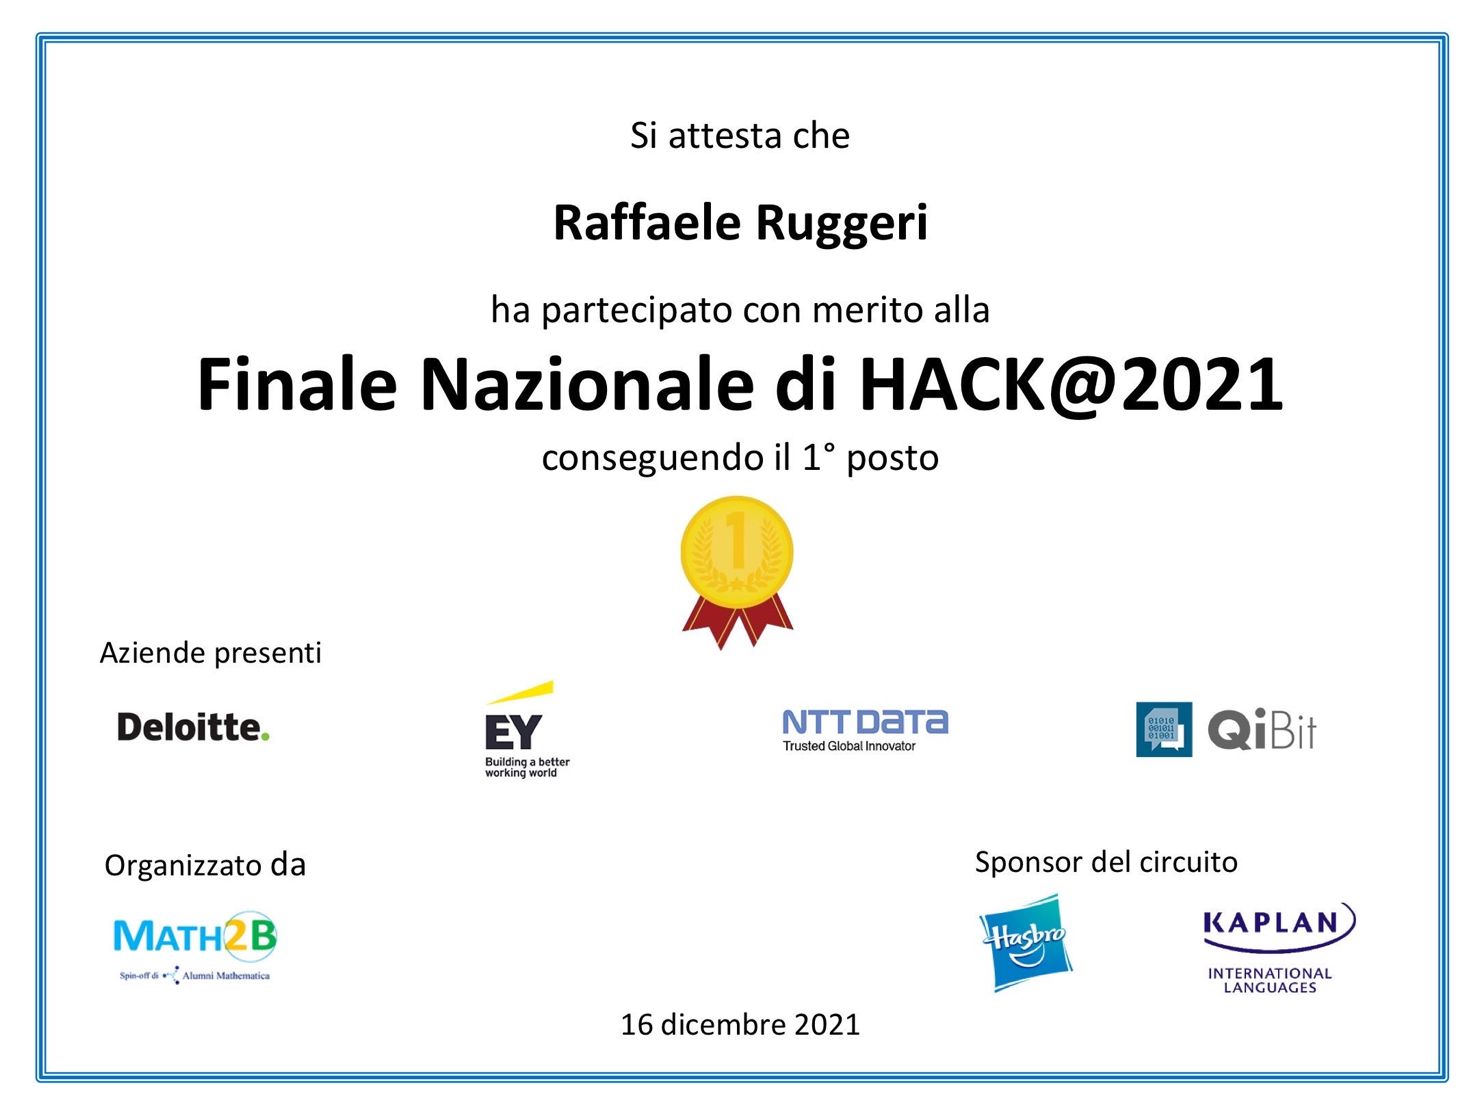 Si attesta che
Raffaele Ruggeri
ha partecipato con merito alla
Finale Nazionale di HACK@2021
conseguendo il 1° posto
1
Aziende presenti
Deloitte.
EY
Building a better
working world
NTT DATA
Trusted Global Innovator
01010
001011
01001
QiBit
Organizzato da
MATH2B
Spin-off di Alumni Mathematica
Sponsor del circuito
Hasbro
KAPLAN
INTERNATIONAL
LANGUAGES
16 dicembre 2021